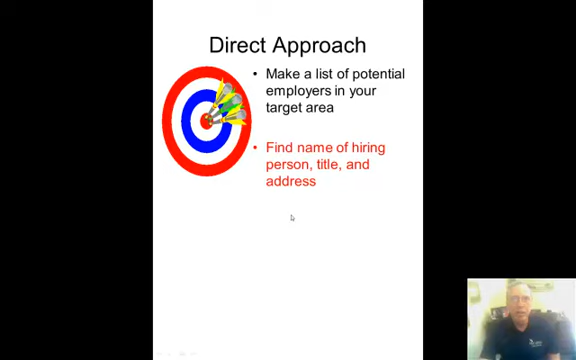 Direct Approach
• Make a list of potential
employers in your
target area
• Find name of hiring
person, title, and
address